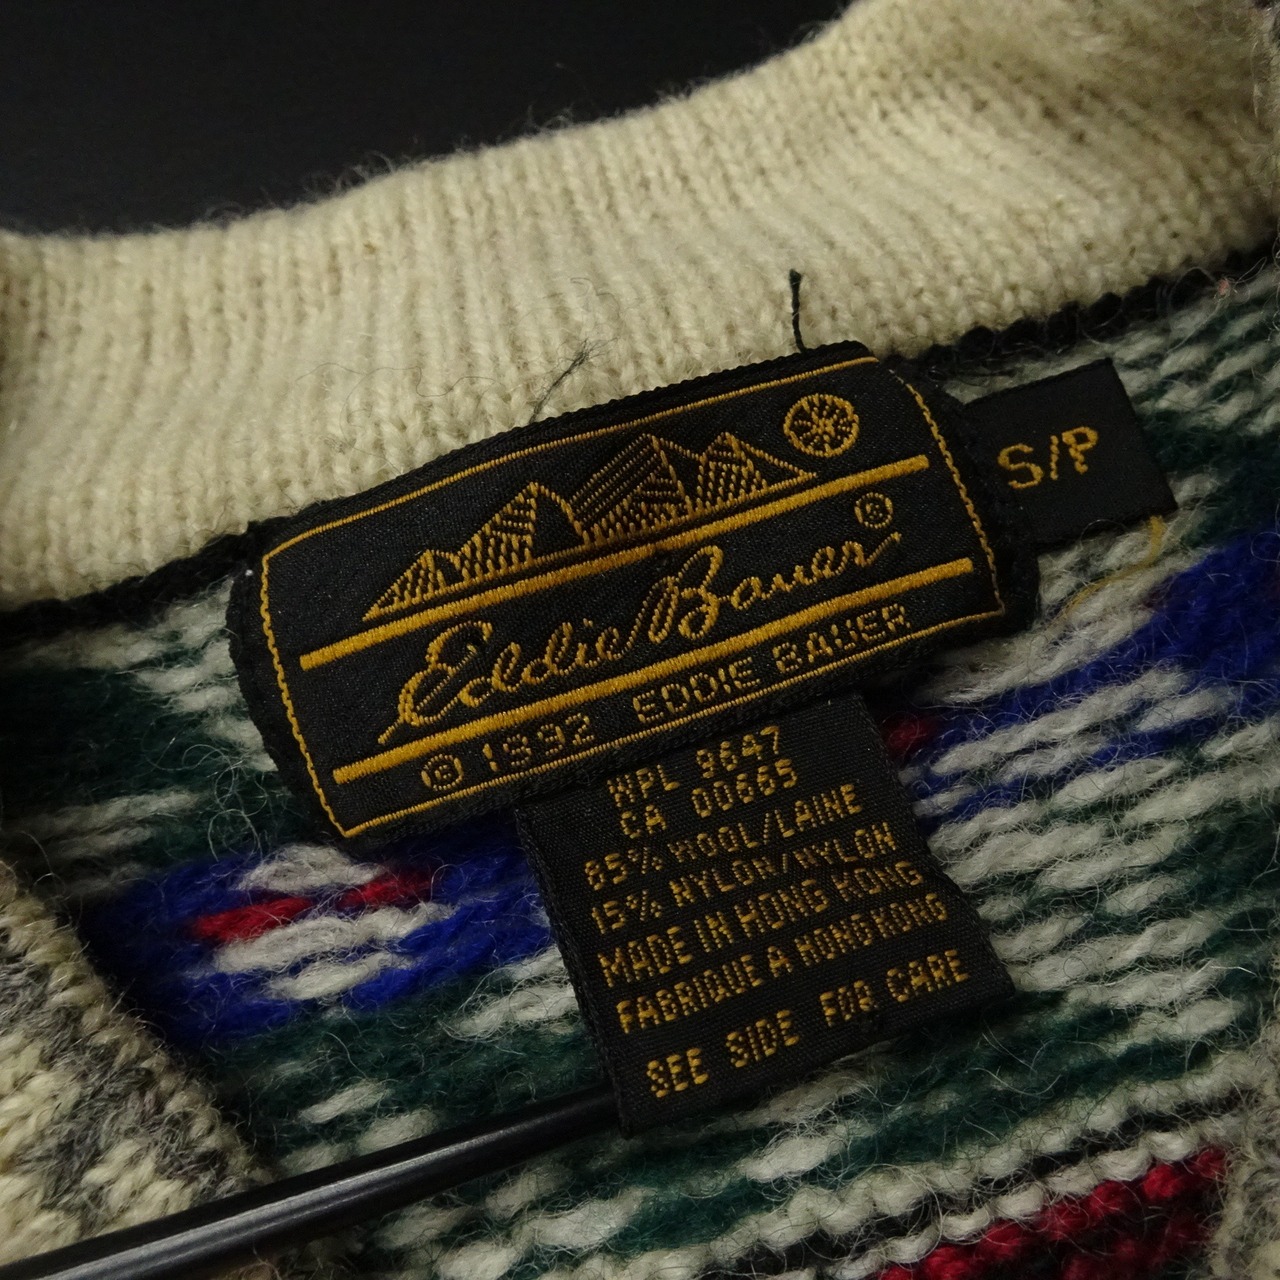 Eddie Bauer®
© 1992 EDDIE BAUER
S/P
WPL 9647
CA 00665
85% WOOL/LAINE
15% NYLON/NYLON
MADE IN HONG KONG
FABRIQUE A HONG KONG
SEE SIDE FOR CARE